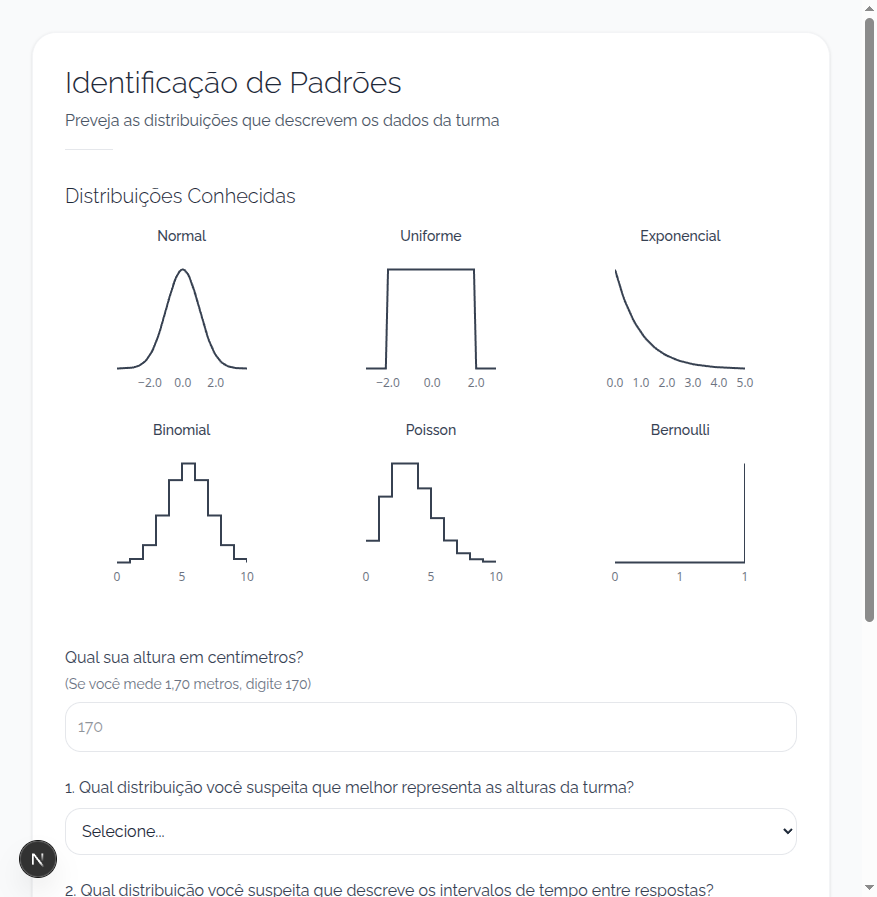 Identificação de Padrões
Preveja as distribuições que descrevem os dados da turma
Distribuições Conhecidas
Normal Uniforme Exponencial
−2.0 0.0 2.0 −2.0 0.0 2.0 0.0 1.0 2.0 3.0 4.0 5.0
Binomial Poisson Bernoulli
0 5 10 0 5 10 0 1 1
Qual sua altura em centímetros?
(Se você mede 1,70 metros, digite 170)
170
1. Qual distribuição você suspeita que melhor representa as alturas da turma?
Selecione...
N
2. Qual distribuição você suspeita que descreve os intervalos de tempo entre respostas?